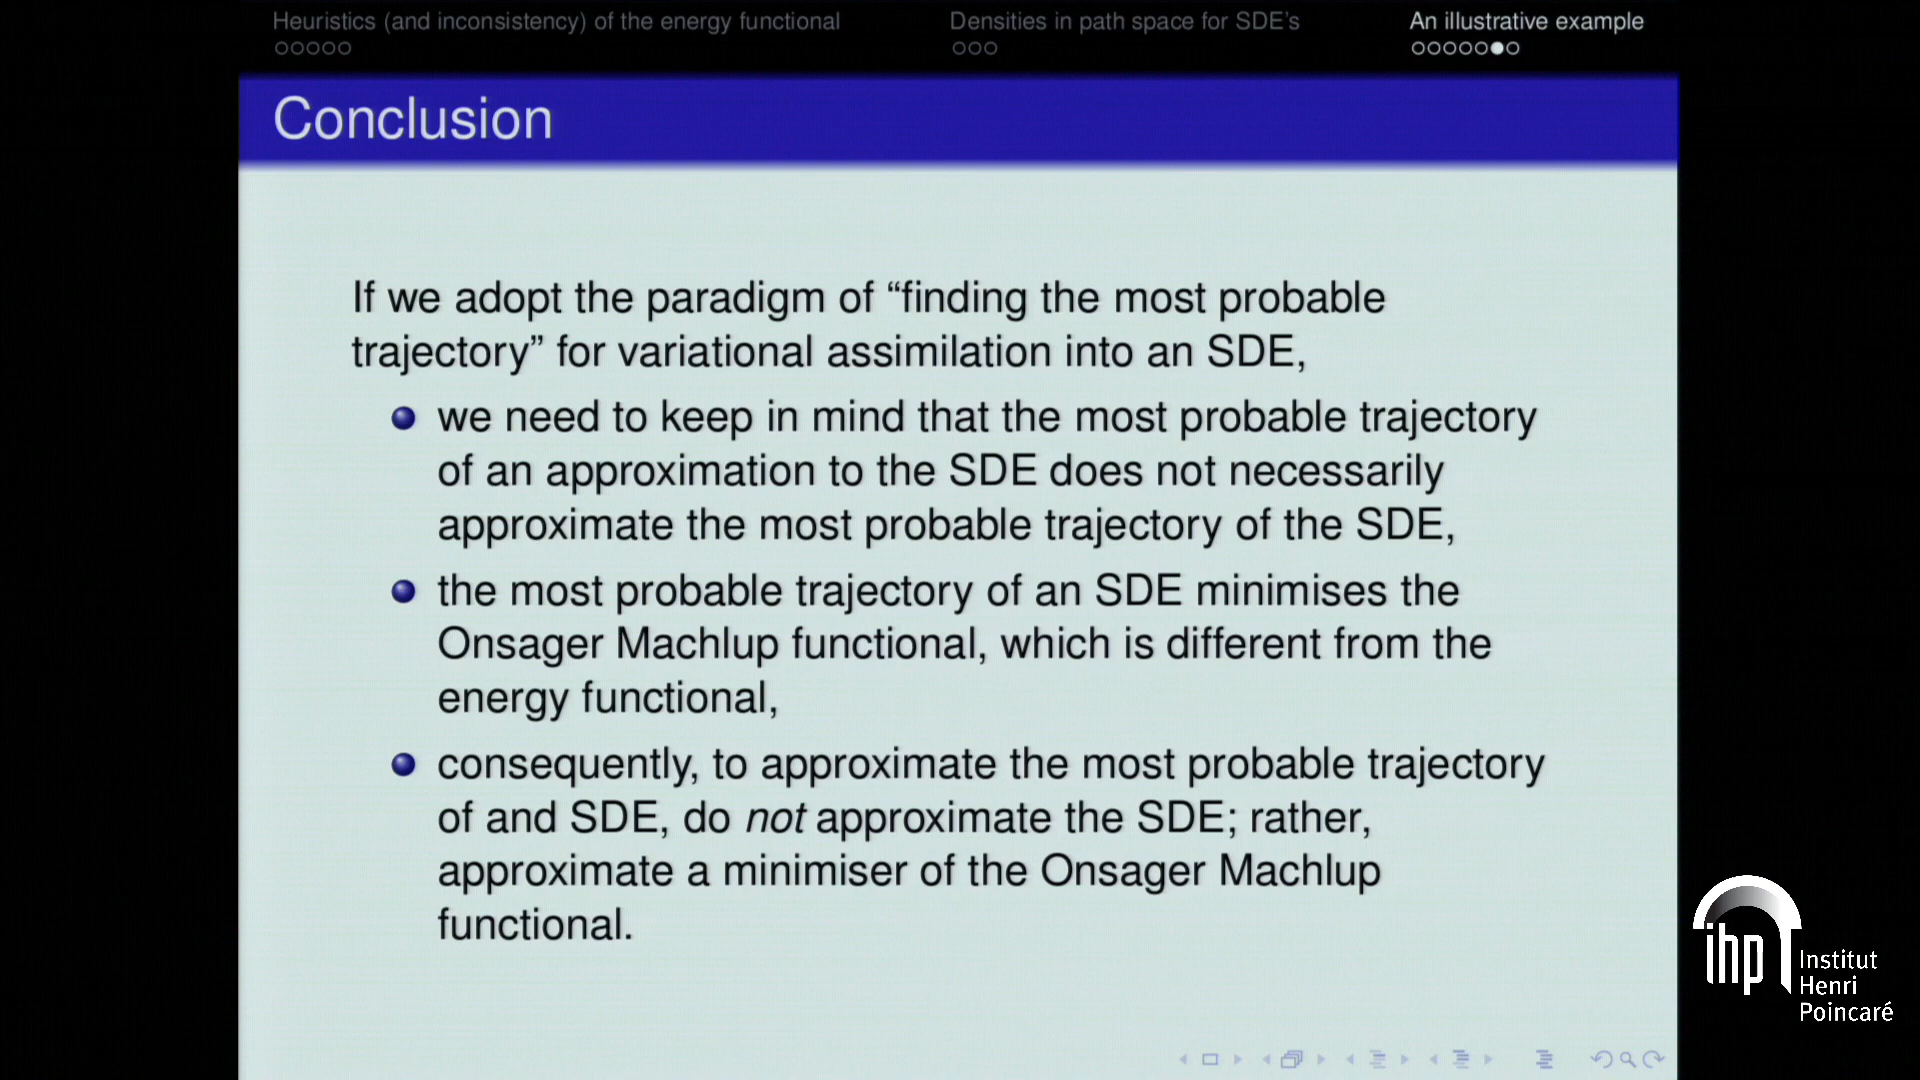 Heuristics (and inconsistency) of the energy functional
Densities in path space for SDE's
An illustrative example
Conclusion
If we adopt the paradigm of “finding the most probable
trajectory” for variational assimilation into an SDE,
we need to keep in mind that the most probable trajectory
of an approximation to the SDE does not necessarily
approximate the most probable trajectory of the SDE,
the most probable trajectory of an SDE minimises the
Onsager Machlup functional, which is different from the
energy functional,
consequently, to approximate the most probable trajectory
of and SDE, do not approximate the SDE; rather,
approximate a minimiser of the Onsager Machlup
functional.
ihp
Institut
Henri
Poincaré